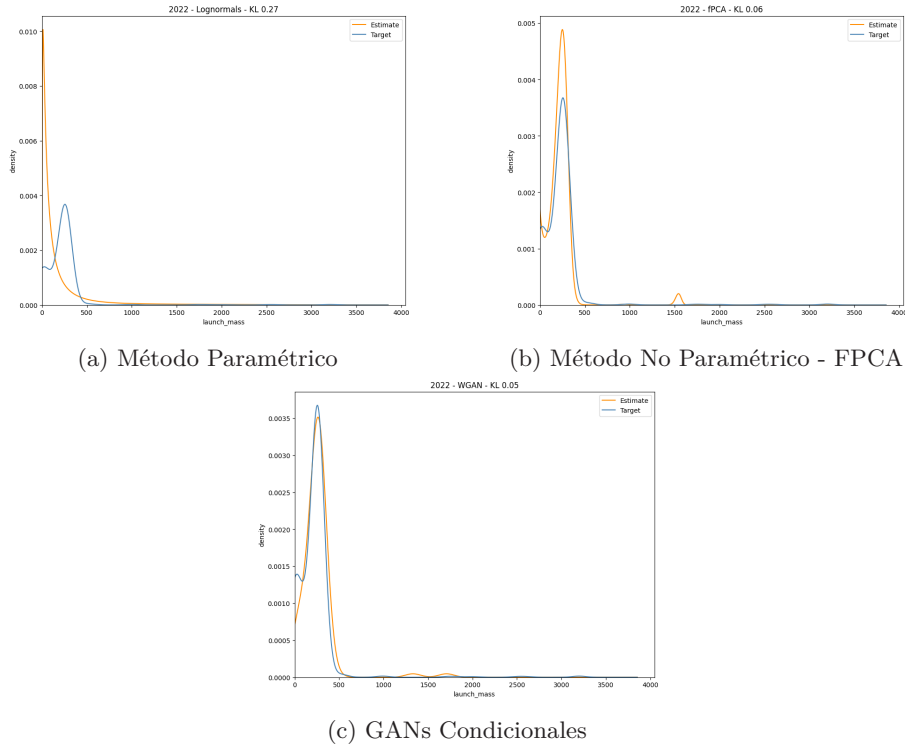 2022 - Lognormals - KL 0.27
Estimate
Target
0.010
0.008
0.006
0.004
0.002
0.000
density
0
500
1000
1500
2000
2500
3000
3500
4000
launch_mass
(a) Método Paramétrico
2022 - fPCA - KL 0.06
Estimate
Target
0.005
0.004
0.003
0.002
0.001
0.000
density
0
500
1000
1500
2000
2500
3000
3500
4000
launch_mass
(b) Método No Paramétrico - FPCA
2022 - WGAN - KL 0.05
Estimate
Target
0.0035
0.0030
0.0025
0.0020
0.0015
0.0010
0.0005
0.0000
density
0
500
1000
1500
2000
2500
3000
3500
4000
launch_mass
(c) GANs Condicionales